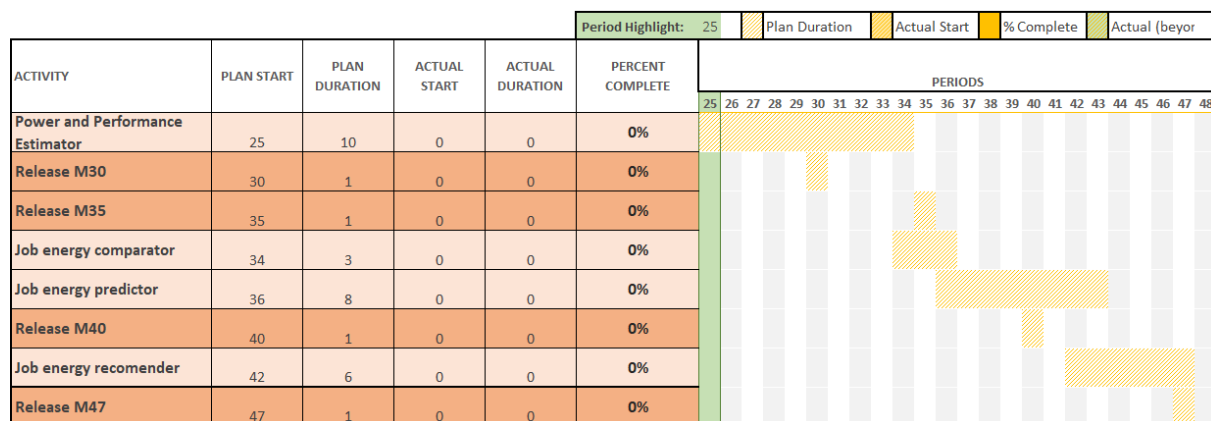 Period Highlight: 25 Plan Duration Actual Start % Complete Actual (beyor
ACTIVITY PLAN START PLAN DURATION ACTUAL START ACTUAL DURATION PERCENT COMPLETE PERIODS
25 26 27 28 29 30 31 32 33 34 35 36 37 38 39 40 41 42 43 44 45 46 47 48
Power and Performance
Estimator 25 10 0 0 0%
Release M30 30 1 0 0 0%
Release M35 35 1 0 0 0%
Job energy comparator 34 3 0 0 0%
Job energy predictor 36 8 0 0 0%
Release M40 40 1 0 0 0%
Job energy recomender 42 6 0 0 0%
Release M47 47 1 0 0 0%